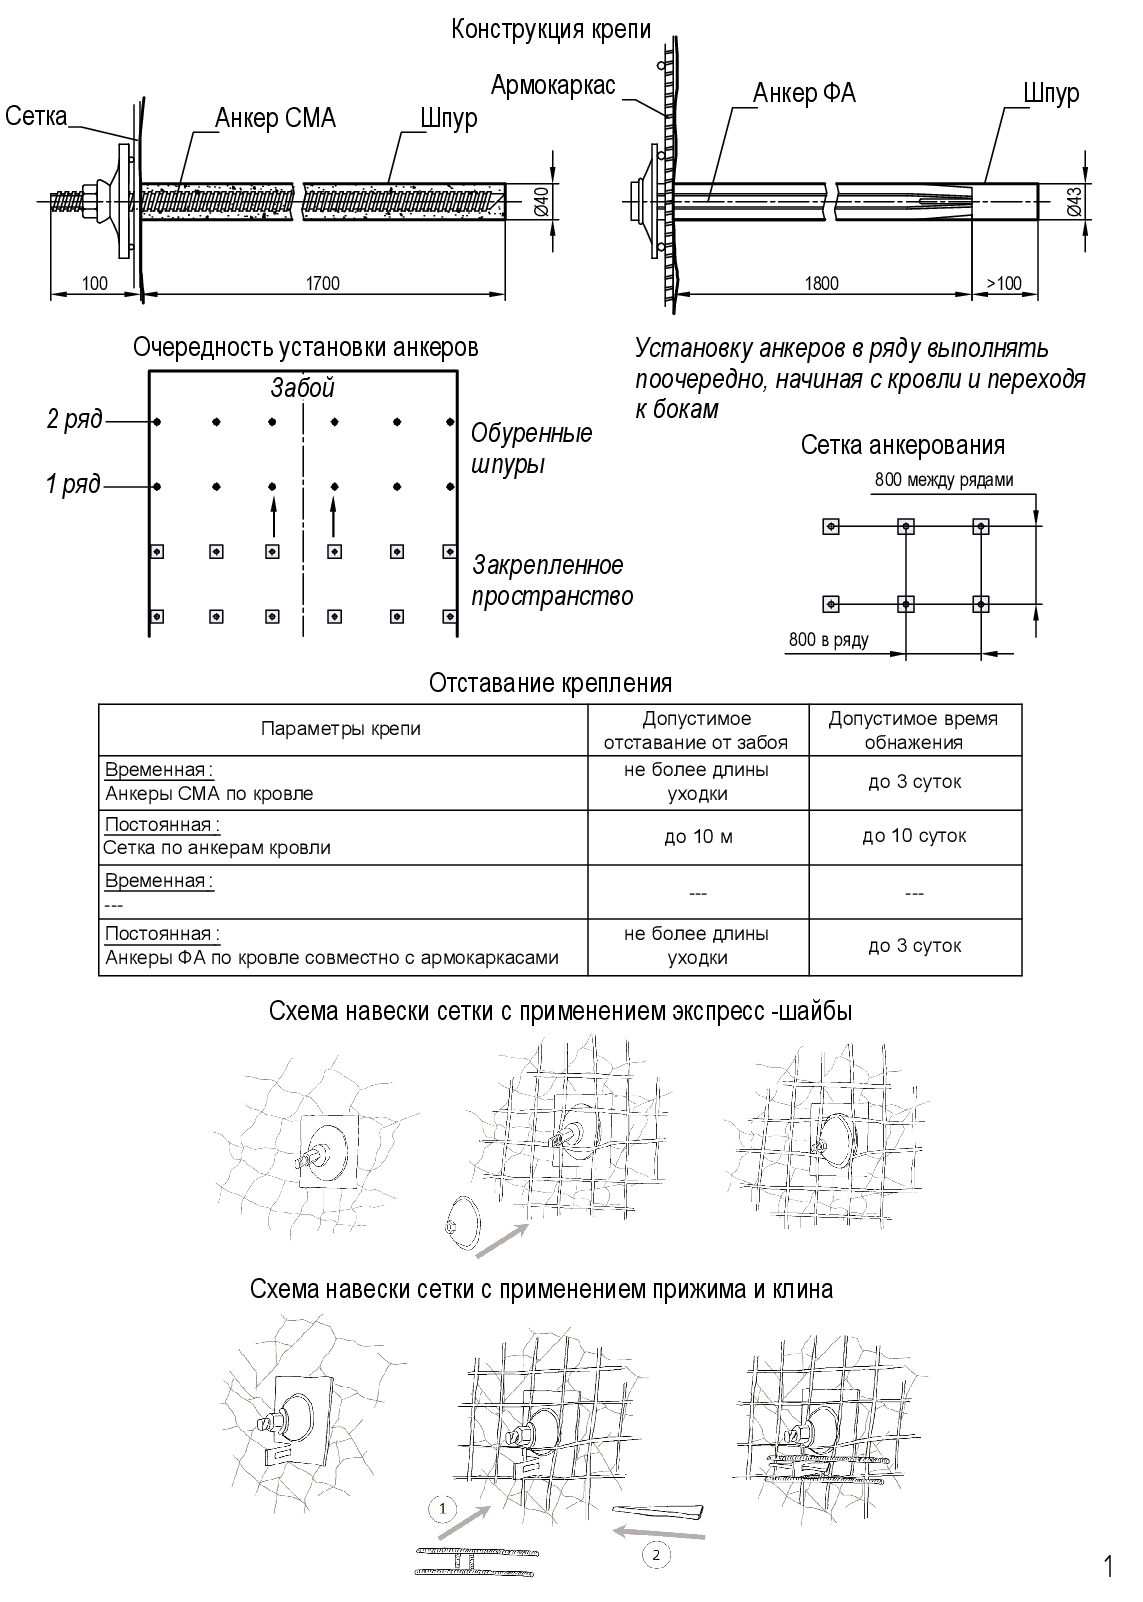 Конструкция крепи
Сетка
Анкер СМА
Шпур
Армокаркас
Анкер ФА
Шпур
Ø40
Ø43
100
1700
1800
>100
Очередность установки анкеров
Забой
2 ряд
1 ряд
Обуренные
шпуры
Закрепленное
пространство
Установку анкеров в ряду выполнять
поочередно, начиная с кровли и переходя
к бокам
Сетка анкерования
800 между рядами
800 в ряду
Отставание крепления
Параметры крепи
Допустимое
отставание от забоя
Допустимое время
обнажения
Временная :
Анкеры СМА по кровле
не более длины
уходки
до 3 суток
Постоянная :
Сетка по анкерам кровли
до 10 м
до 10 суток
Временная :
---
---
---
Постоянная :
Анкеры ФА по кровле совместно с армокаркасами
не более длины
уходки
до 3 суток
Схема навески сетки с применением экспресс -шайбы
Схема навески сетки с применением прижима и клина
1
2
1